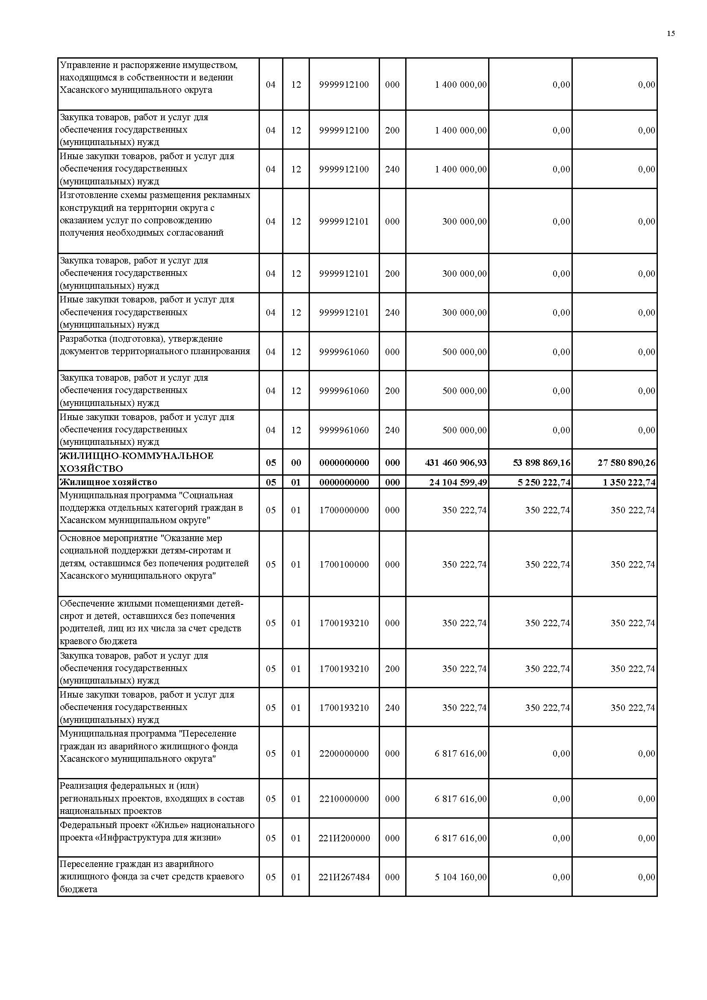 15
Управление и распоряжение имуществом,
находящимся в собственности и ведении
Хасанского муниципального округа
04 12 9999912100 000 1 400 000,00 0,00 0,00
Закупка товаров, работ и услуг для
обеспечения государственных
(муниципальных) нужд
04 12 9999912100 200 1 400 000,00 0,00 0,00
Иные закупки товаров, работ и услуг для
обеспечения государственных
(муниципальных) нужд
04 12 9999912100 240 1 400 000,00 0,00 0,00
Изготовление схемы размещения рекламных
конструкций на территории округа с
оказанием услуг по сопровождению
получения необходимых согласований
04 12 9999912101 000 300 000,00 0,00 0,00
Закупка товаров, работ и услуг для
обеспечения государственных
(муниципальных) нужд
04 12 9999912101 200 300 000,00 0,00 0,00
Иные закупки товаров, работ и услуг для
обеспечения государственных
(муниципальных) нужд
04 12 9999912101 240 300 000,00 0,00 0,00
Разработка (подготовка), утверждение
документов территориального планирования
04 12 9999961060 000 500 000,00 0,00 0,00
Закупка товаров, работ и услуг для
обеспечения государственных
(муниципальных) нужд
04 12 9999961060 200 500 000,00 0,00 0,00
Иные закупки товаров, работ и услуг для
обеспечения государственных
(муниципальных) нужд
04 12 9999961060 240 500 000,00 0,00 0,00
ЖИЛИЩНО-КОММУНАЛЬНОЕ
ХОЗЯЙСТВО
05 00 0000000000 000 431 460 906,93 53 898 869,16 27 580 890,26
Жилищное хозяйство 05 01 0000000000 000 24 104 599,49 5 250 222,74 1 350 222,74
Муниципальная программа "Социальная
поддержка отдельных категорий граждан в
Хасанском муниципальном округе"
05 01 1700000000 000 350 222,74 350 222,74 350 222,74
Основное мероприятие "Оказание мер
социальной поддержки детям-сиротам и
детям, оставшимся без попечения родителей
Хасанского муниципального округа"
05 01 1700100000 000 350 222,74 350 222,74 350 222,74
Обеспечение жилыми помещениями детей-
сирот и детей, оставшихся без попечения
родителей, лиц из их числа за счет средств
краевого бюджета
05 01 1700193210 000 350 222,74 350 222,74 350 222,74
Закупка товаров, работ и услуг для
обеспечения государственных
(муниципальных) нужд
05 01 1700193210 200 350 222,74 350 222,74 350 222,74
Иные закупки товаров, работ и услуг для
обеспечения государственных
(муниципальных) нужд
05 01 1700193210 240 350 222,74 350 222,74 350 222,74
Муниципальная программа "Переселение
граждан из аварийного жилищного фонда
Хасанского муниципального округа"
05 01 2200000000 000 6 817 616,00 0,00 0,00
Реализация федеральных и (или)
региональных проектов, входящих в состав
национальных проектов
05 01 2210000000 000 6 817 616,00 0,00 0,00
Федеральный проект «Жилье» национального
проекта «Инфраструктура для жизни»
05 01 221И200000 000 6 817 616,00 0,00 0,00
Переселение граждан из аварийного
жилищного фонда за счет средств краевого
бюджета
05 01 221И267484 000 5 104 160,00 0,00 0,00